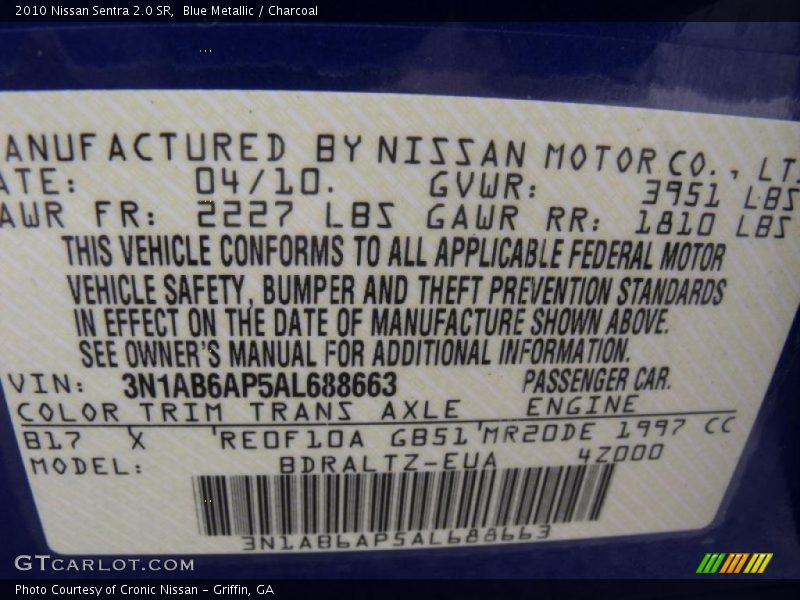 2010 Nissan Sentra 2.0 SR,  Blue Metallic / Charcoal
ANUFACTURED BY NISSAN MOTOR CO., LT
ATE: 04/10. GVWR: 3951 LBS
AWR FR: 2227 LBS GAWR RR: 1810 LBS
THIS VEHICLE CONFORMS TO ALL APPLICABLE FEDERAL MOTOR
VEHICLE SAFETY, BUMPER AND THEFT PREVENTION STANDARDS
IN EFFECT ON THE DATE OF MANUFACTURE SHOWN ABOVE.
SEE OWNER'S MANUAL FOR ADDITIONAL INFORMATION.
VIN: 3N1AB6AP5AL688663 PASSENGER CAR.
COLOR TRIM TRANS AXLE ENGINE
B17 X RE0F10A GB51 MR20DE 1997 CC
MODEL: BDRALTZ-EUA 4Z000
3N1AB6AP5AL688663
GTCARLOT.COM
Photo Courtesy of Cronic Nissan - Griffin, GA